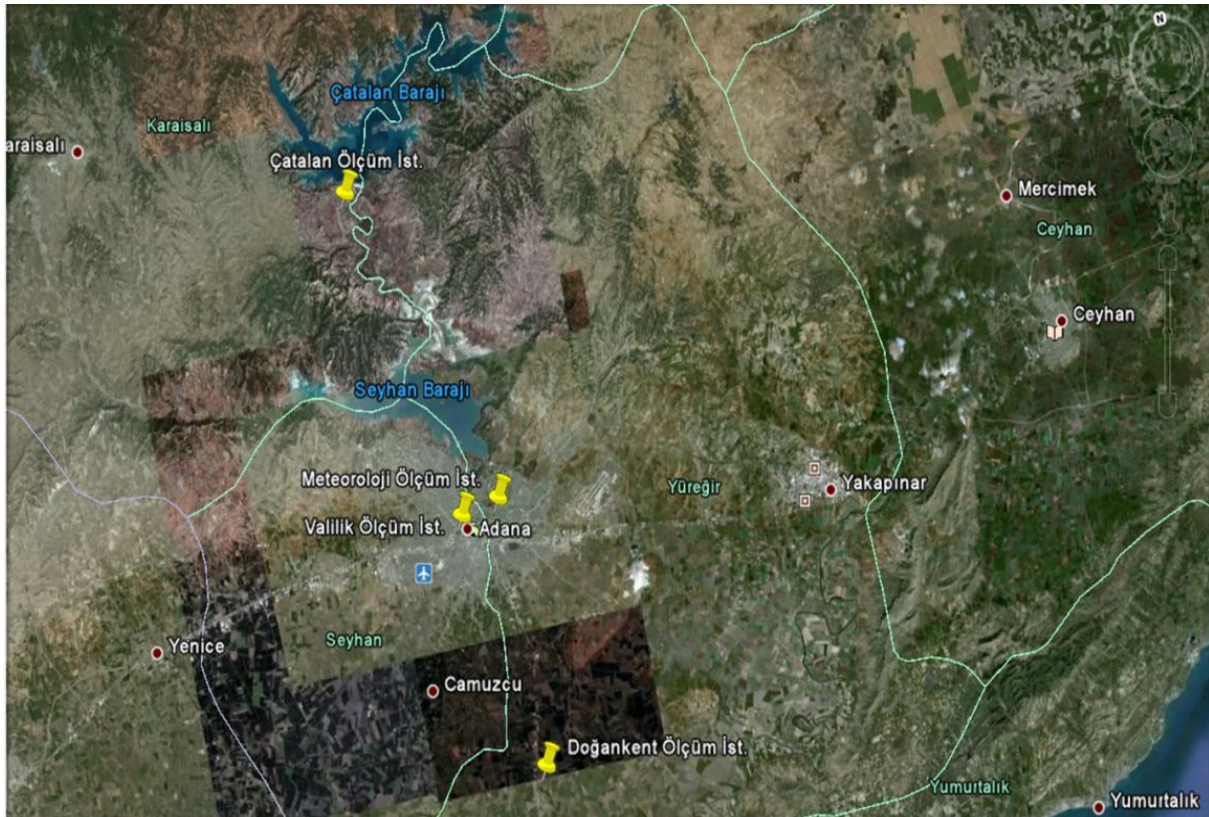 N
Çatalan Barajı
Karaisalı
araisalı
Çatalan Ölçüm İst.
Mercimek
Ceyhan
Ceyhan
Seyhan Barajı
Meteoroloji Ölçüm İst.
Yüreğir
Yakapınar
Valilik Ölçüm İst.
Adana
Seyhan
Yenice
Camuzcu
Doğankent Ölçüm İst.
Yumurtalık
Yumurtalık